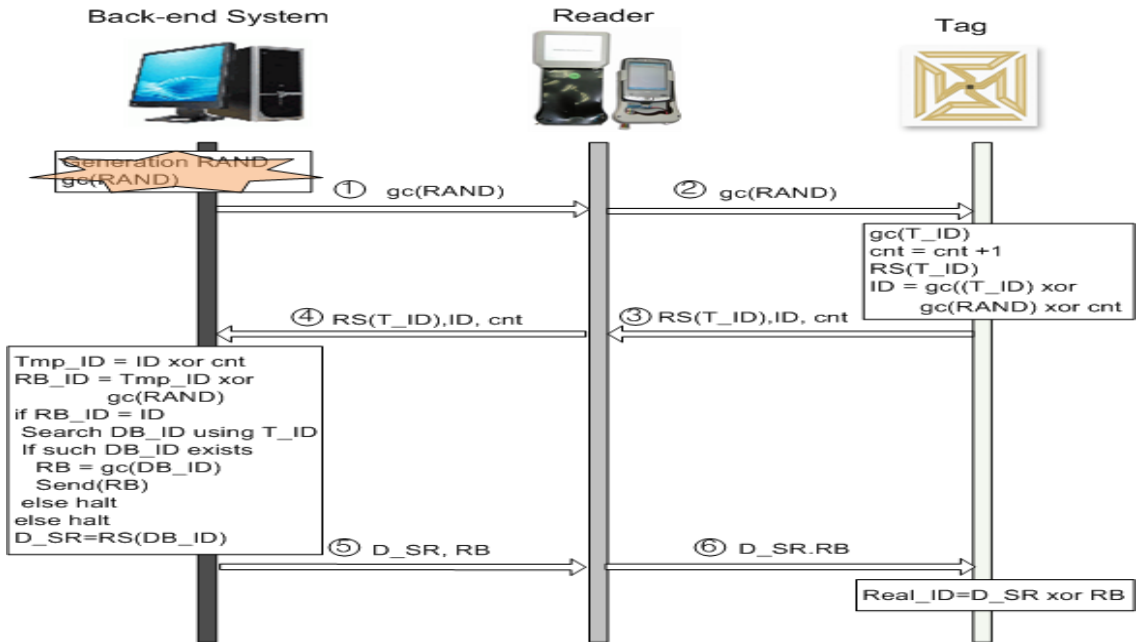 Back-end System
Reader
Tag
Generation RAND
gc(RAND)
① gc(RAND)
② gc(RAND)
gc(T_ID)
cnt = cnt +1
RS(T_ID)
ID = gc((T_ID) xor
gc(RAND) xor cnt
④ RS(T_ID),ID, cnt
③ RS(T_ID),ID, cnt
Tmp_ID = ID xor cnt
RB_ID = Tmp_ID xor
gc(RAND)
if RB_ID = ID
Search DB_ID using T_ID
If such DB_ID exists
RB = gc(DB_ID)
Send(RB)
else halt
else halt
D_SR=RS(DB_ID)
⑤ D_SR, RB
⑥ D_SR.RB
Real_ID=D_SR xor RB